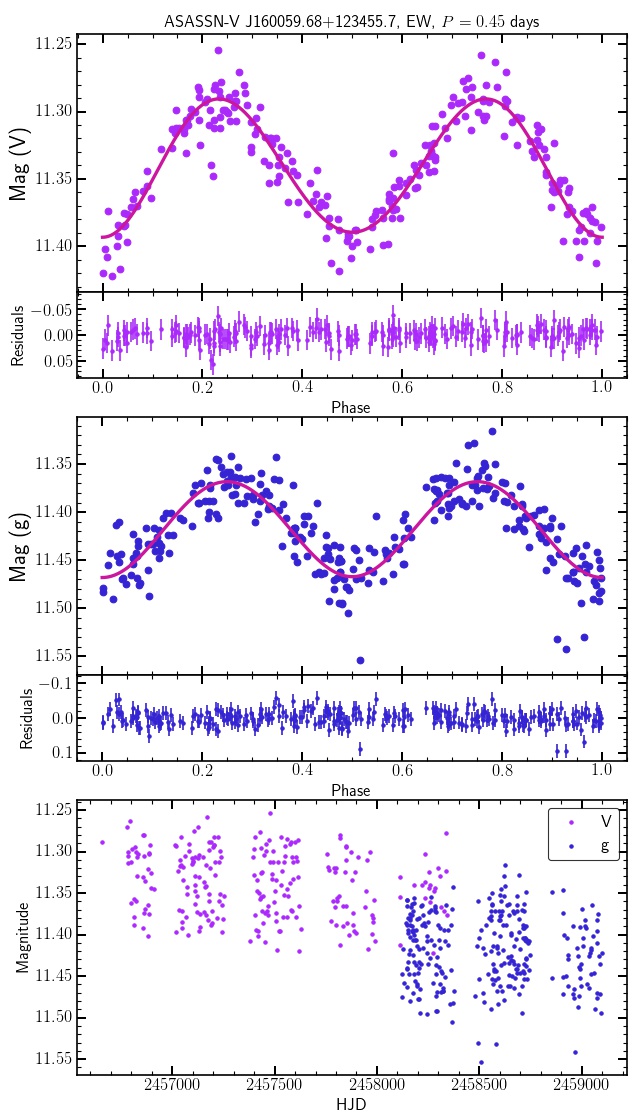 ASASSN-V J160059.68+123455.7, EW, P = 0.45 days
11.25
11.30
11.35
11.40
Mag (V)
−0.05
0.00
0.05
Residuals
0.0 0.2 0.4 0.6 0.8 1.0
Phase
11.35
11.40
11.45
11.50
11.55
Mag (g)
−0.1
0.0
0.1
Residuals
0.0 0.2 0.4 0.6 0.8 1.0
Phase
11.25
11.30
11.35
11.40
11.45
11.50
11.55
Magnitude
V
g
2457000 2457500 2458000 2458500 2459000
HJD